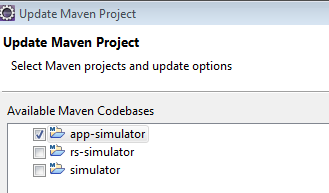 Update Maven Project
Update Maven Project
Select Maven projects and update options
Available Maven Codebases
app-simulator
rs-simulator
simulator